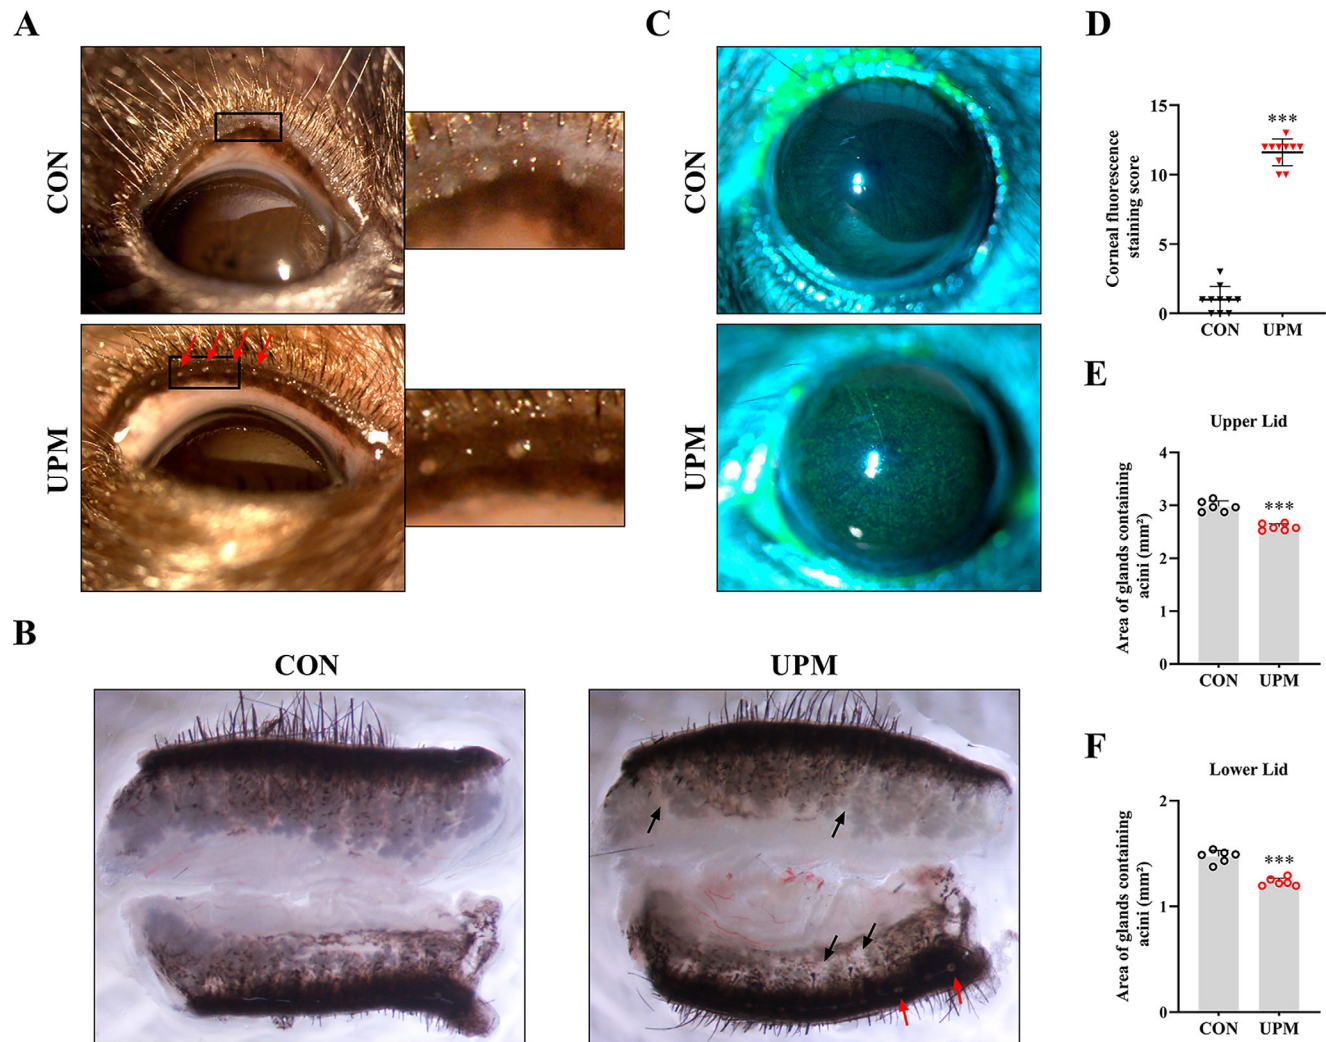 A
CON
UPM
B
CON
UPM
C
CON
UPM
D
Corneal fluorescence
staining score
15
10
5
0
***
CON
UPM
E
Upper Lid
Area of glands containing
acini (mm²)
4
3
2
1
0
***
CON
UPM
F
Lower Lid
Area of glands containing
acini (mm²)
2
1
0
***
CON
UPM